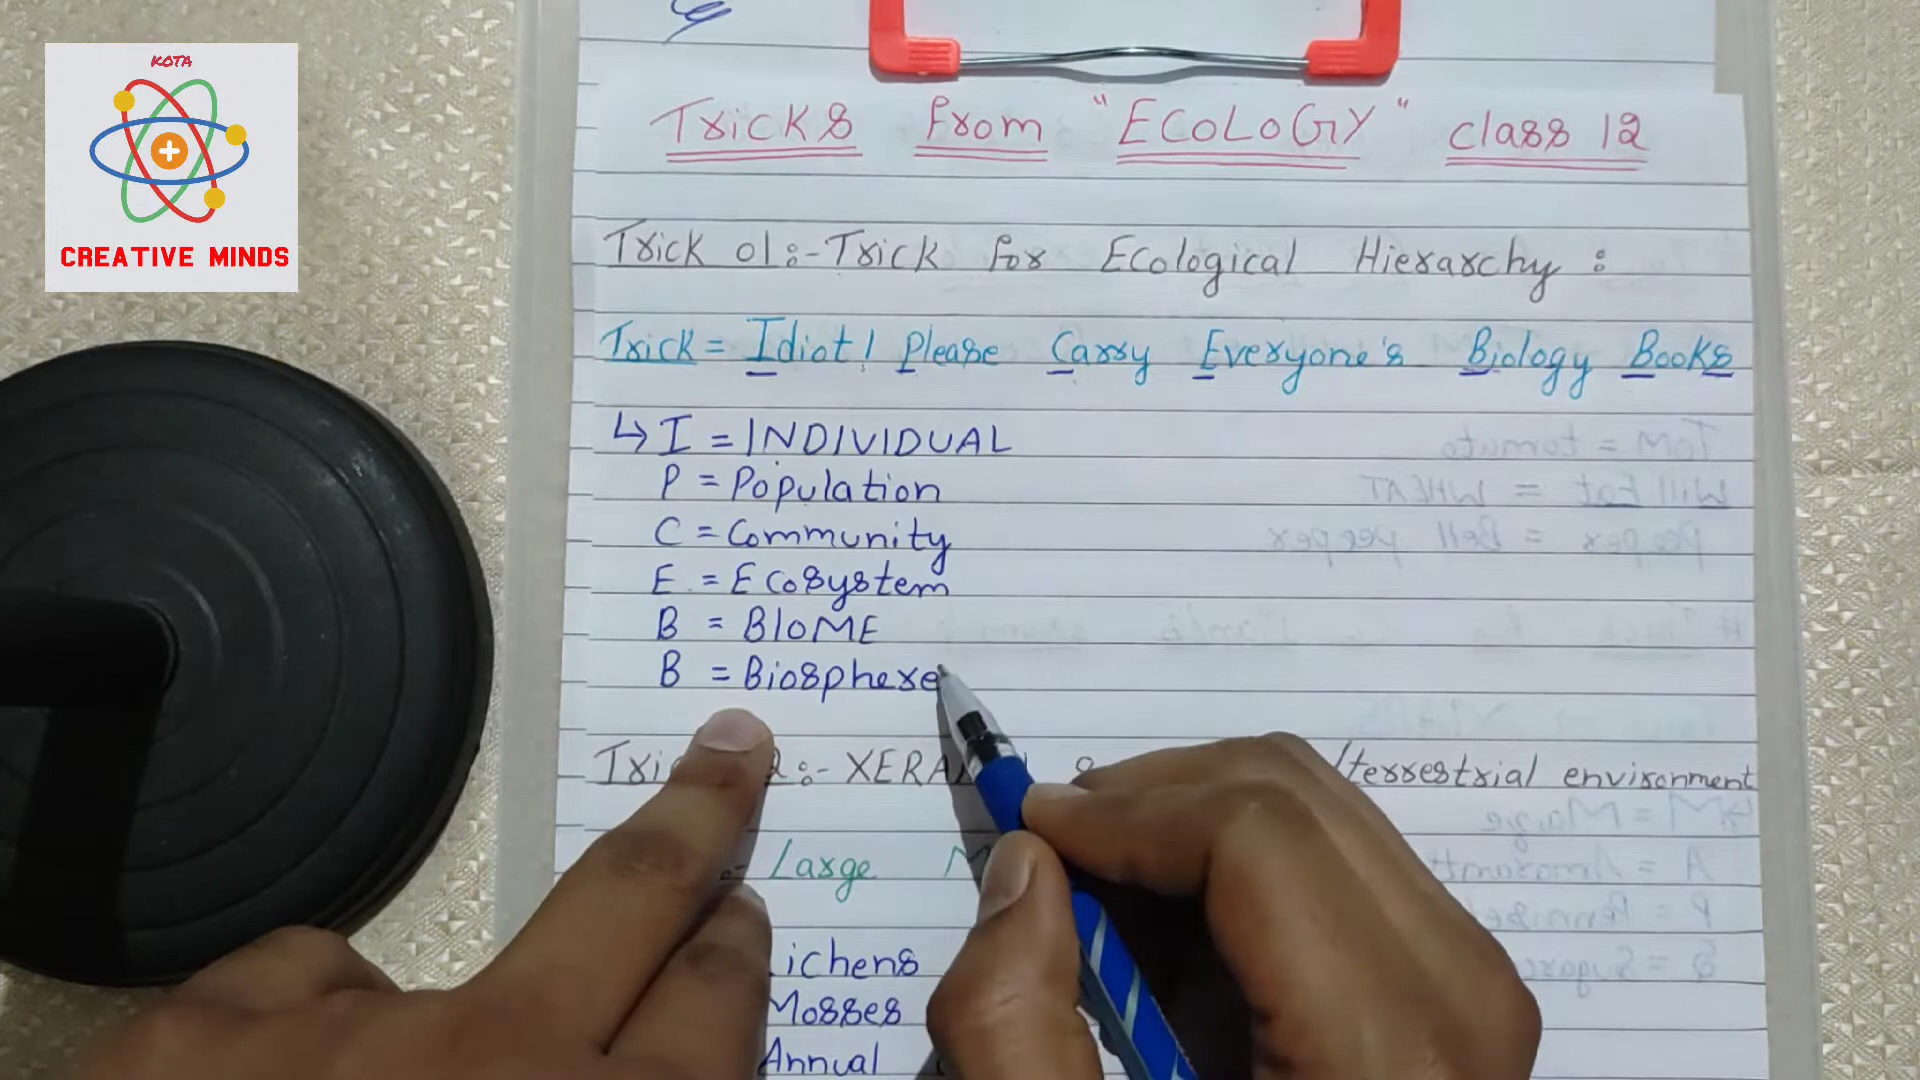 KOTA
CREATIVE MINDS
Tricks from "ECOLOGY" class 12
Trick 01:- Trick for Ecological Hierarchy :
Trick = Idiot! Please Carry Everyone's Biology Books
↳ I = INDIVIDUAL
P = Population
C = Community
E = Ecosystem
B = BIOME
B = Biosphere
2:- /terrestrial environment
:- Large
Lichens
Mosses
Annual